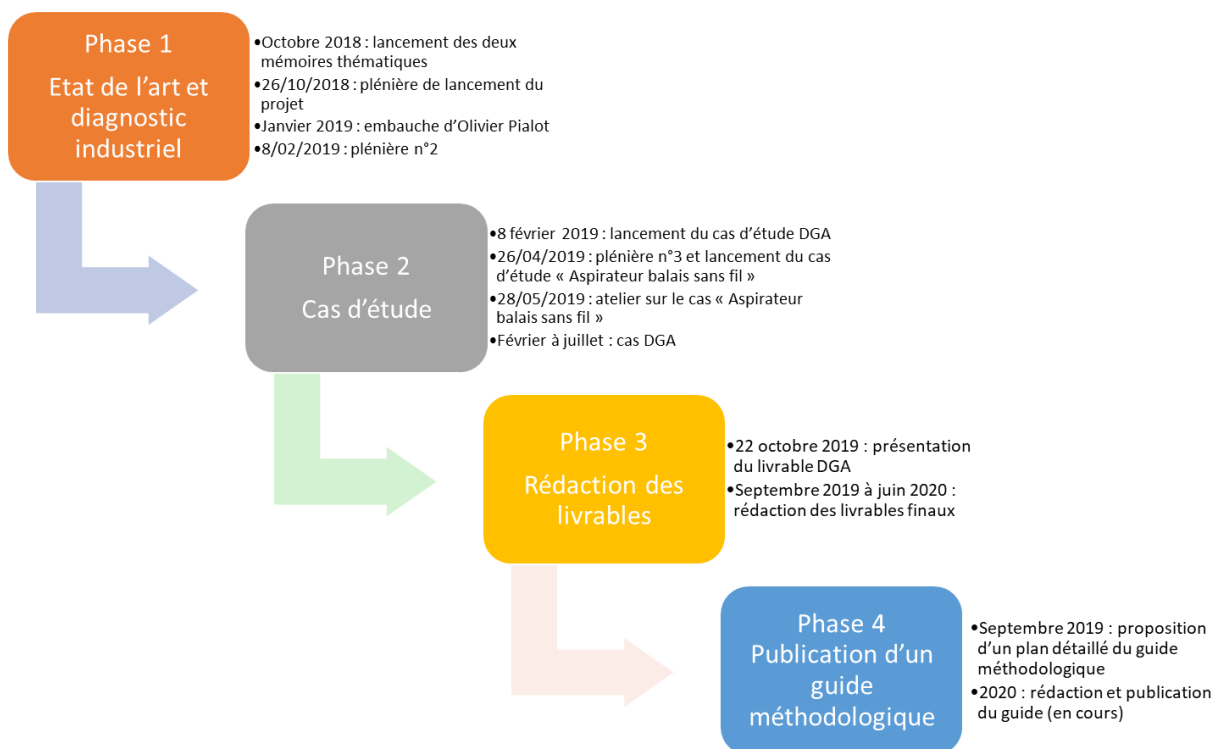 Phase 1
Etat de l’art et
diagnostic
industriel
•Octobre 2018 : lancement des deux
mémoires thématiques
•26/10/2018 : plénière de lancement du
projet
•Janvier 2019 : embauche d’Olivier Pialot
•8/02/2019 : plénière n°2
Phase 2
Cas d’étude
•8 février 2019 : lancement du cas d’étude DGA
•26/04/2019 : plénière n°3 et lancement du cas
d’étude « Aspirateur balais sans fil »
•28/05/2019 : atelier sur le cas « Aspirateur
balais sans fil »
•Février à juillet : cas DGA
Phase 3
Rédaction des
livrables
•22 octobre 2019 : présentation
du livrable DGA
•Septembre 2019 à juin 2020 :
rédaction des livrables finaux
Phase 4
Publication d’un
guide
méthodologique
•Septembre 2019 : proposition
d’un plan détaillé du guide
méthodologique
•2020 : rédaction et publication
du guide (en cours)